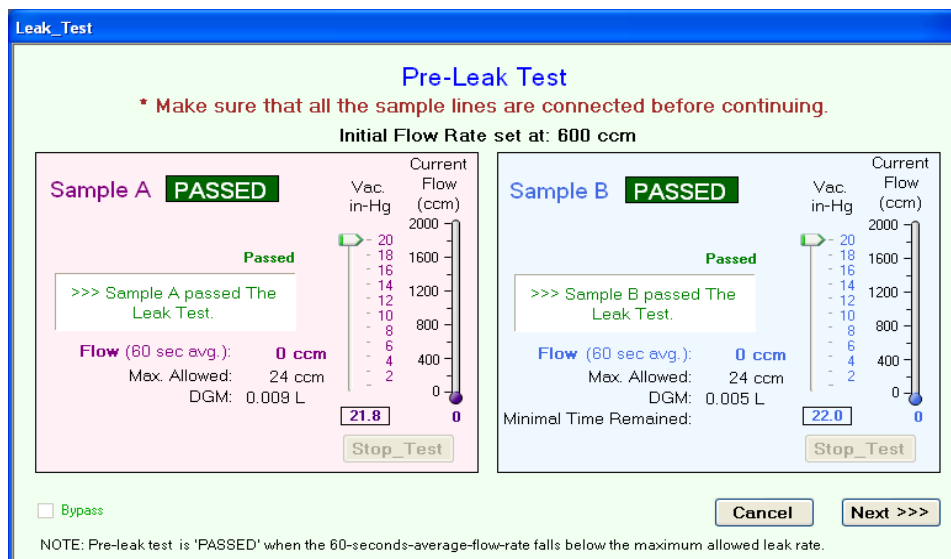 Leak_Test
Pre-Leak Test
* Make sure that all the sample lines are connected before continuing.
Initial Flow Rate set at: 600 ccm
Sample A PASSED
Vac.
in-Hg
Current
Flow
(ccm)
20
18
16
14
12
10
8
6
4
2
2000
1600
1200
800
400
0
Passed
>>> Sample A passed The
Leak Test.
Flow (60 sec avg.): 0 ccm
Max. Allowed: 24 ccm
DGM: 0.009 L
21.8
0
Stop_Test
Sample B PASSED
Vac.
in-Hg
Current
Flow
(ccm)
20
18
16
14
12
10
8
6
4
2
2000
1600
1200
800
400
0
Passed
>>> Sample B passed The
Leak Test.
Flow (60 sec avg.): 0 ccm
Max. Allowed: 24 ccm
DGM: 0.005 L
Minimal Time Remained:
22.0
0
Stop_Test
Bypass
Cancel
Next >>>
NOTE: Pre-leak test is 'PASSED' when the 60-seconds-average-flow-rate falls below the maximum allowed leak rate.